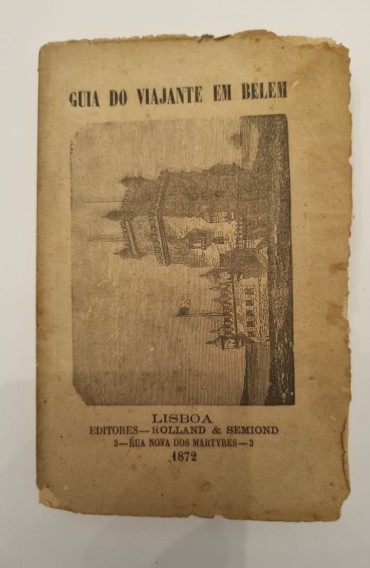 GUIA DO VIAJANTE EM BELEM
LISBOA
EDITORES—ROLLAND & SEMIOND
3—RUA NOVA DOS MARTYRES—3
1872